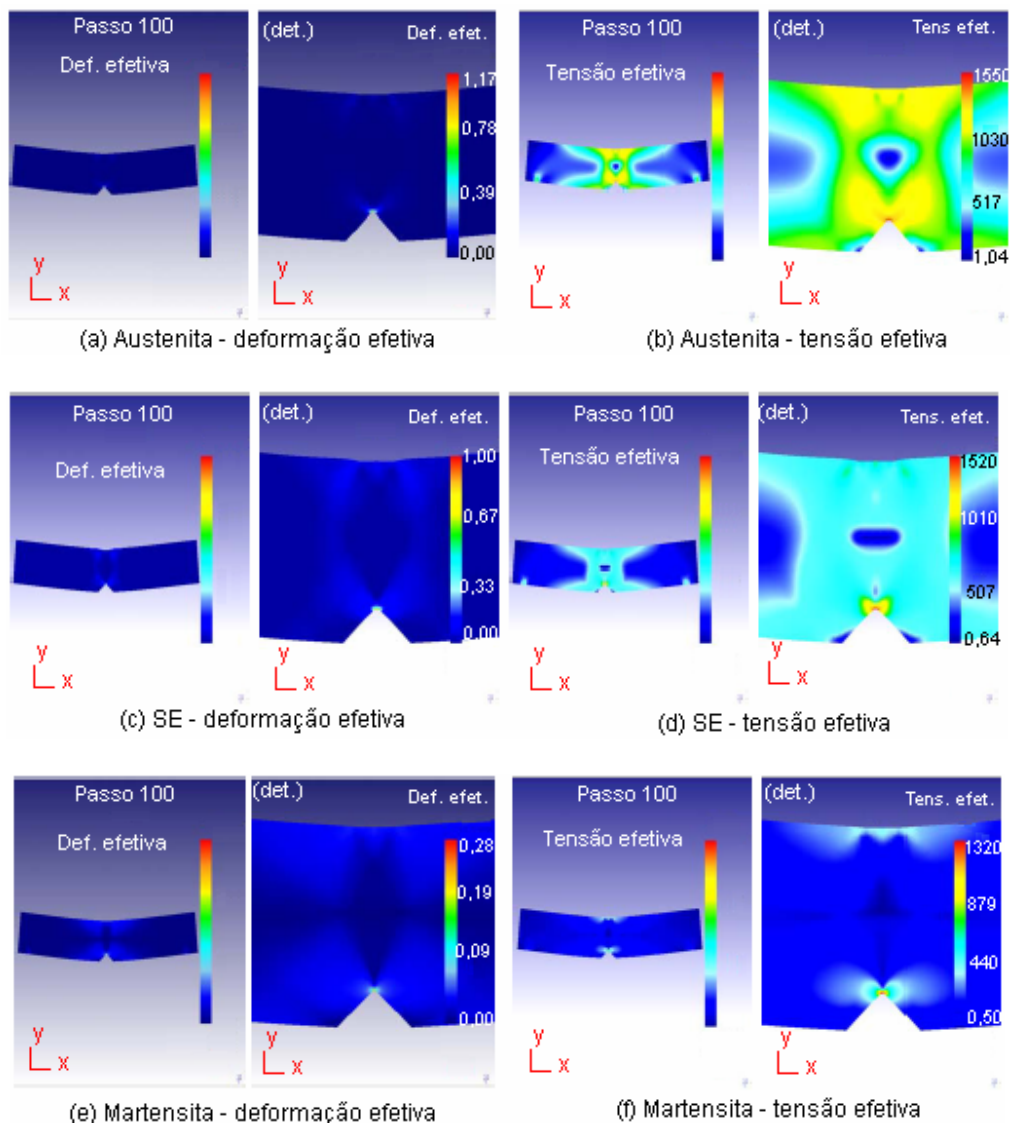 Passo 100
Def. efetiva
y
x
(det.)
Def. efet.
1,17
0,78
0,39
0,00
Passo 100
Tensão efetiva
y
x
(det.)
Tens efet.
1550
1030
517
1,04
(a) Austenita - deformação efetiva
(b) Austenita - tensão efetiva
Passo 100
Def. efetiva
y
x
(det.)
Def. efet.
1,00
0,67
0,33
0,00
Passo 100
Tensão efetiva
y
x
(det.)
Tens. efet.
1520
1010
507
0,64
(c) SE - deformação efetiva
(d) SE - tensão efetiva
Passo 100
Def. efetiva
y
x
(det.)
Def. efet.
0,28
0,19
0,09
0,00
Passo 100
Tensão efetiva
y
x
(det.)
Tens. efet.
1320
879
440
0,50
(e) Martensita - deformação efetiva
(f) Martensita - tensão efetiva